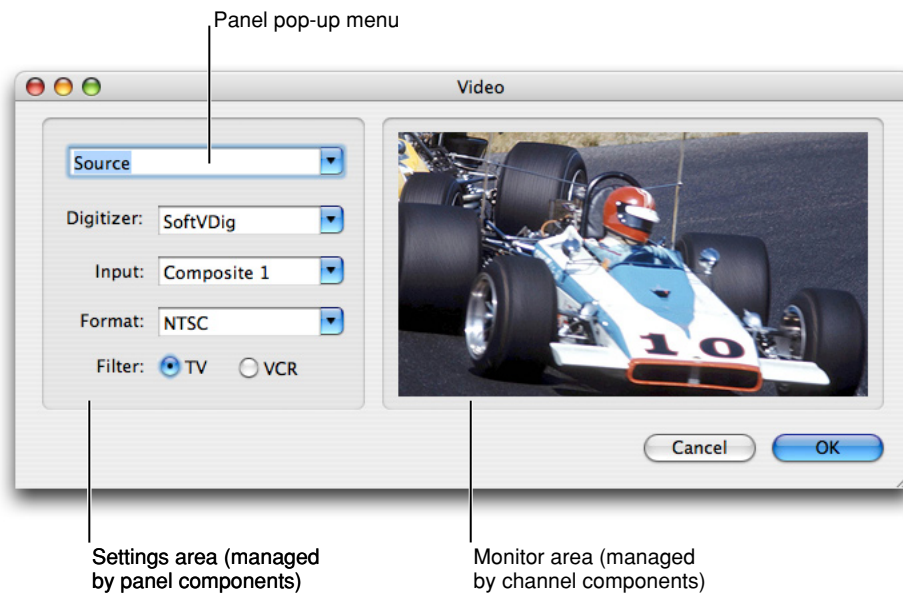 Panel pop-up menu
Video
Source
Digitizer: SoftVDig
Input: Composite 1
Format: NTSC
Filter: TV VCR
10
Cancel OK
Settings area (managed
by panel components)
Monitor area (managed
by channel components)